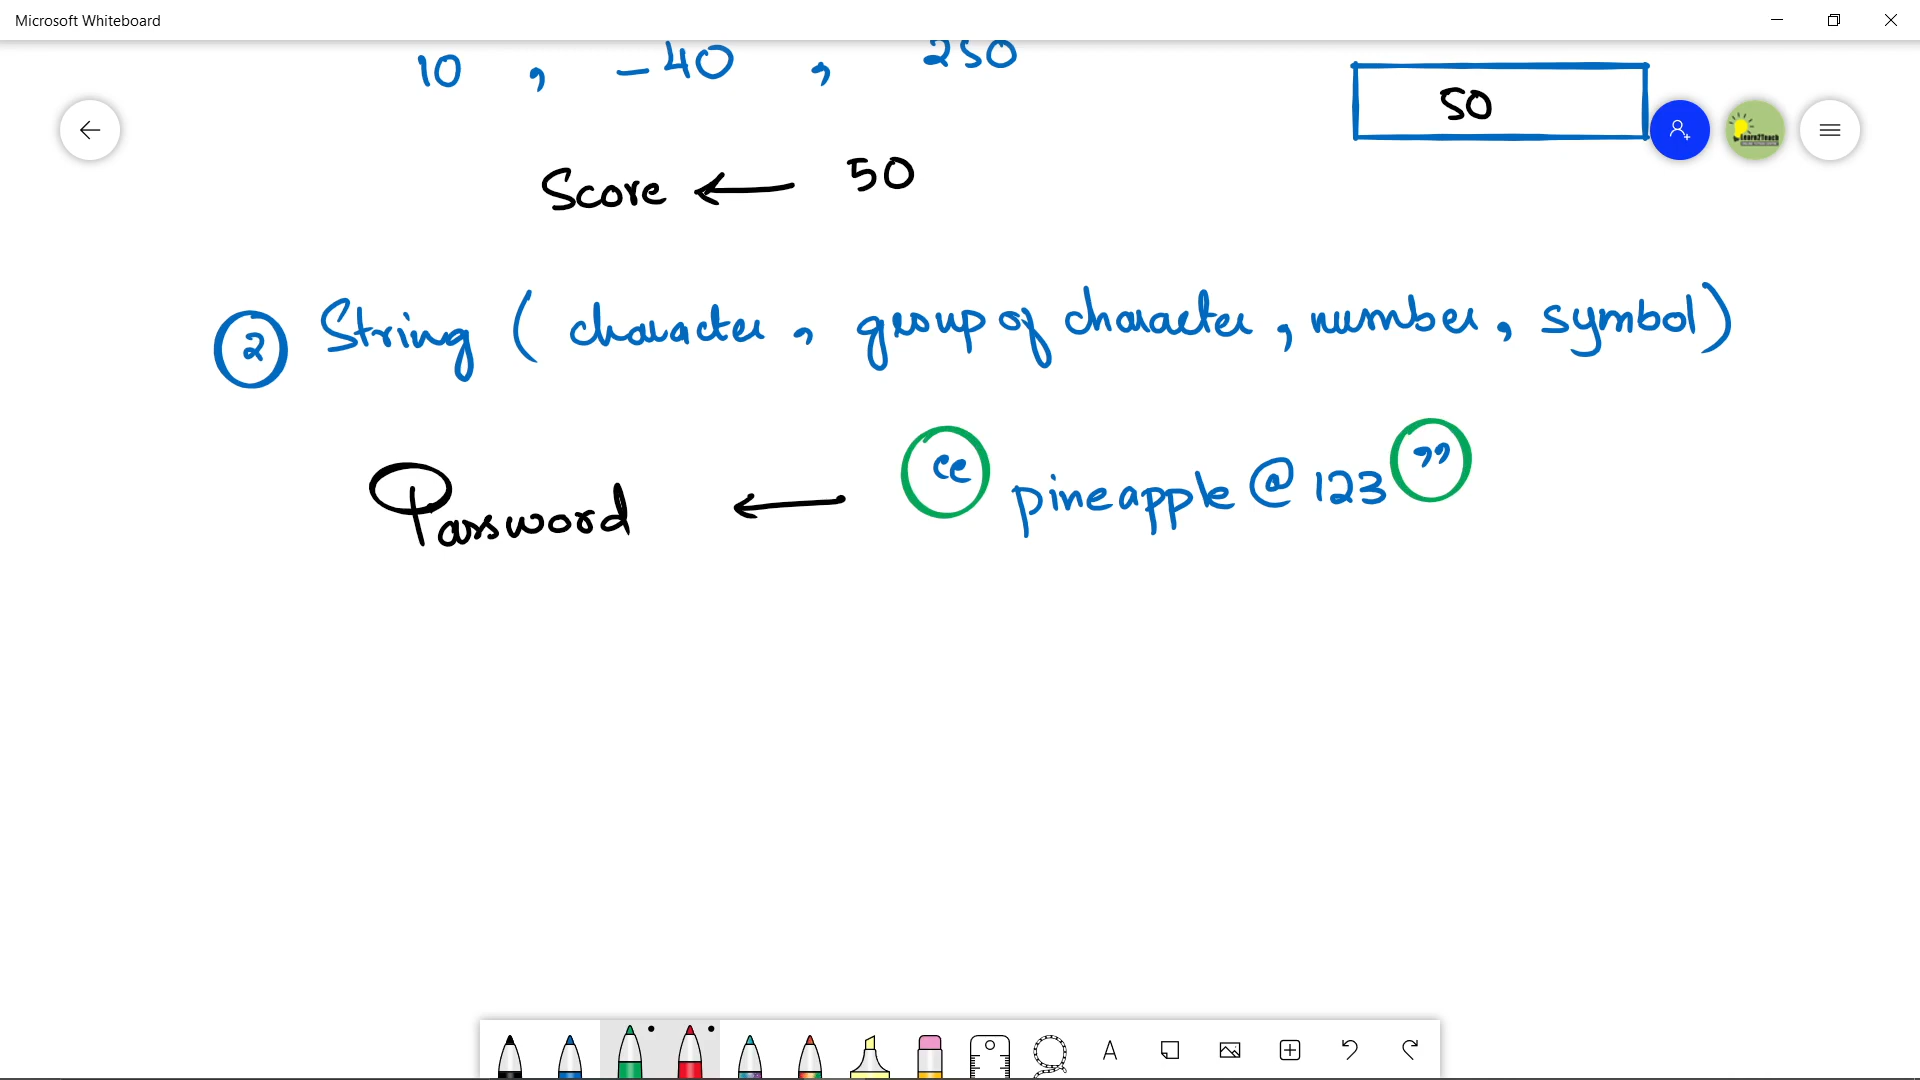 Microsoft Whiteboard
10 , -40 , 250
50
Score ← 50
② String ( character , group of character , number , symbol )
Password ← “ pineapple @ 123 ”
Learn2Teach
A